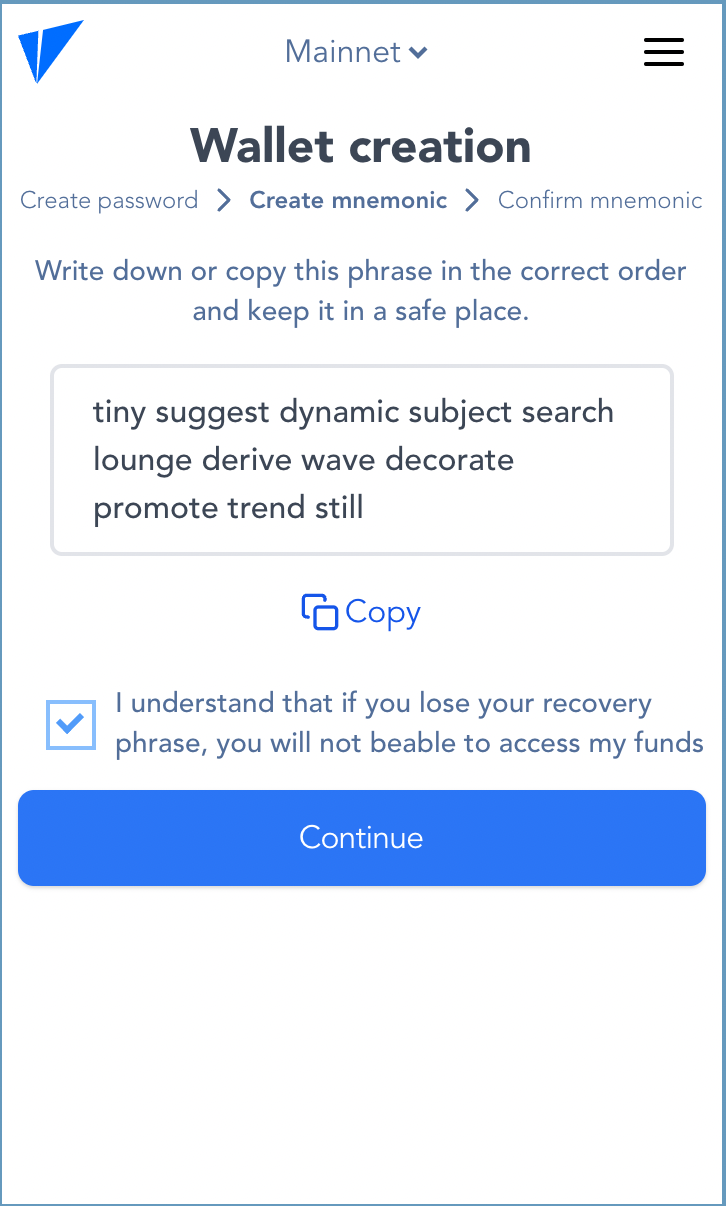 Mainnet
Wallet creation
Create password > Create mnemonic > Confirm mnemonic
Write down or copy this phrase in the correct order
and keep it in a safe place.
tiny suggest dynamic subject search
lounge derive wave decorate
promote trend still
Copy
I understand that if you lose your recovery
phrase, you will not beable to access my funds
Continue